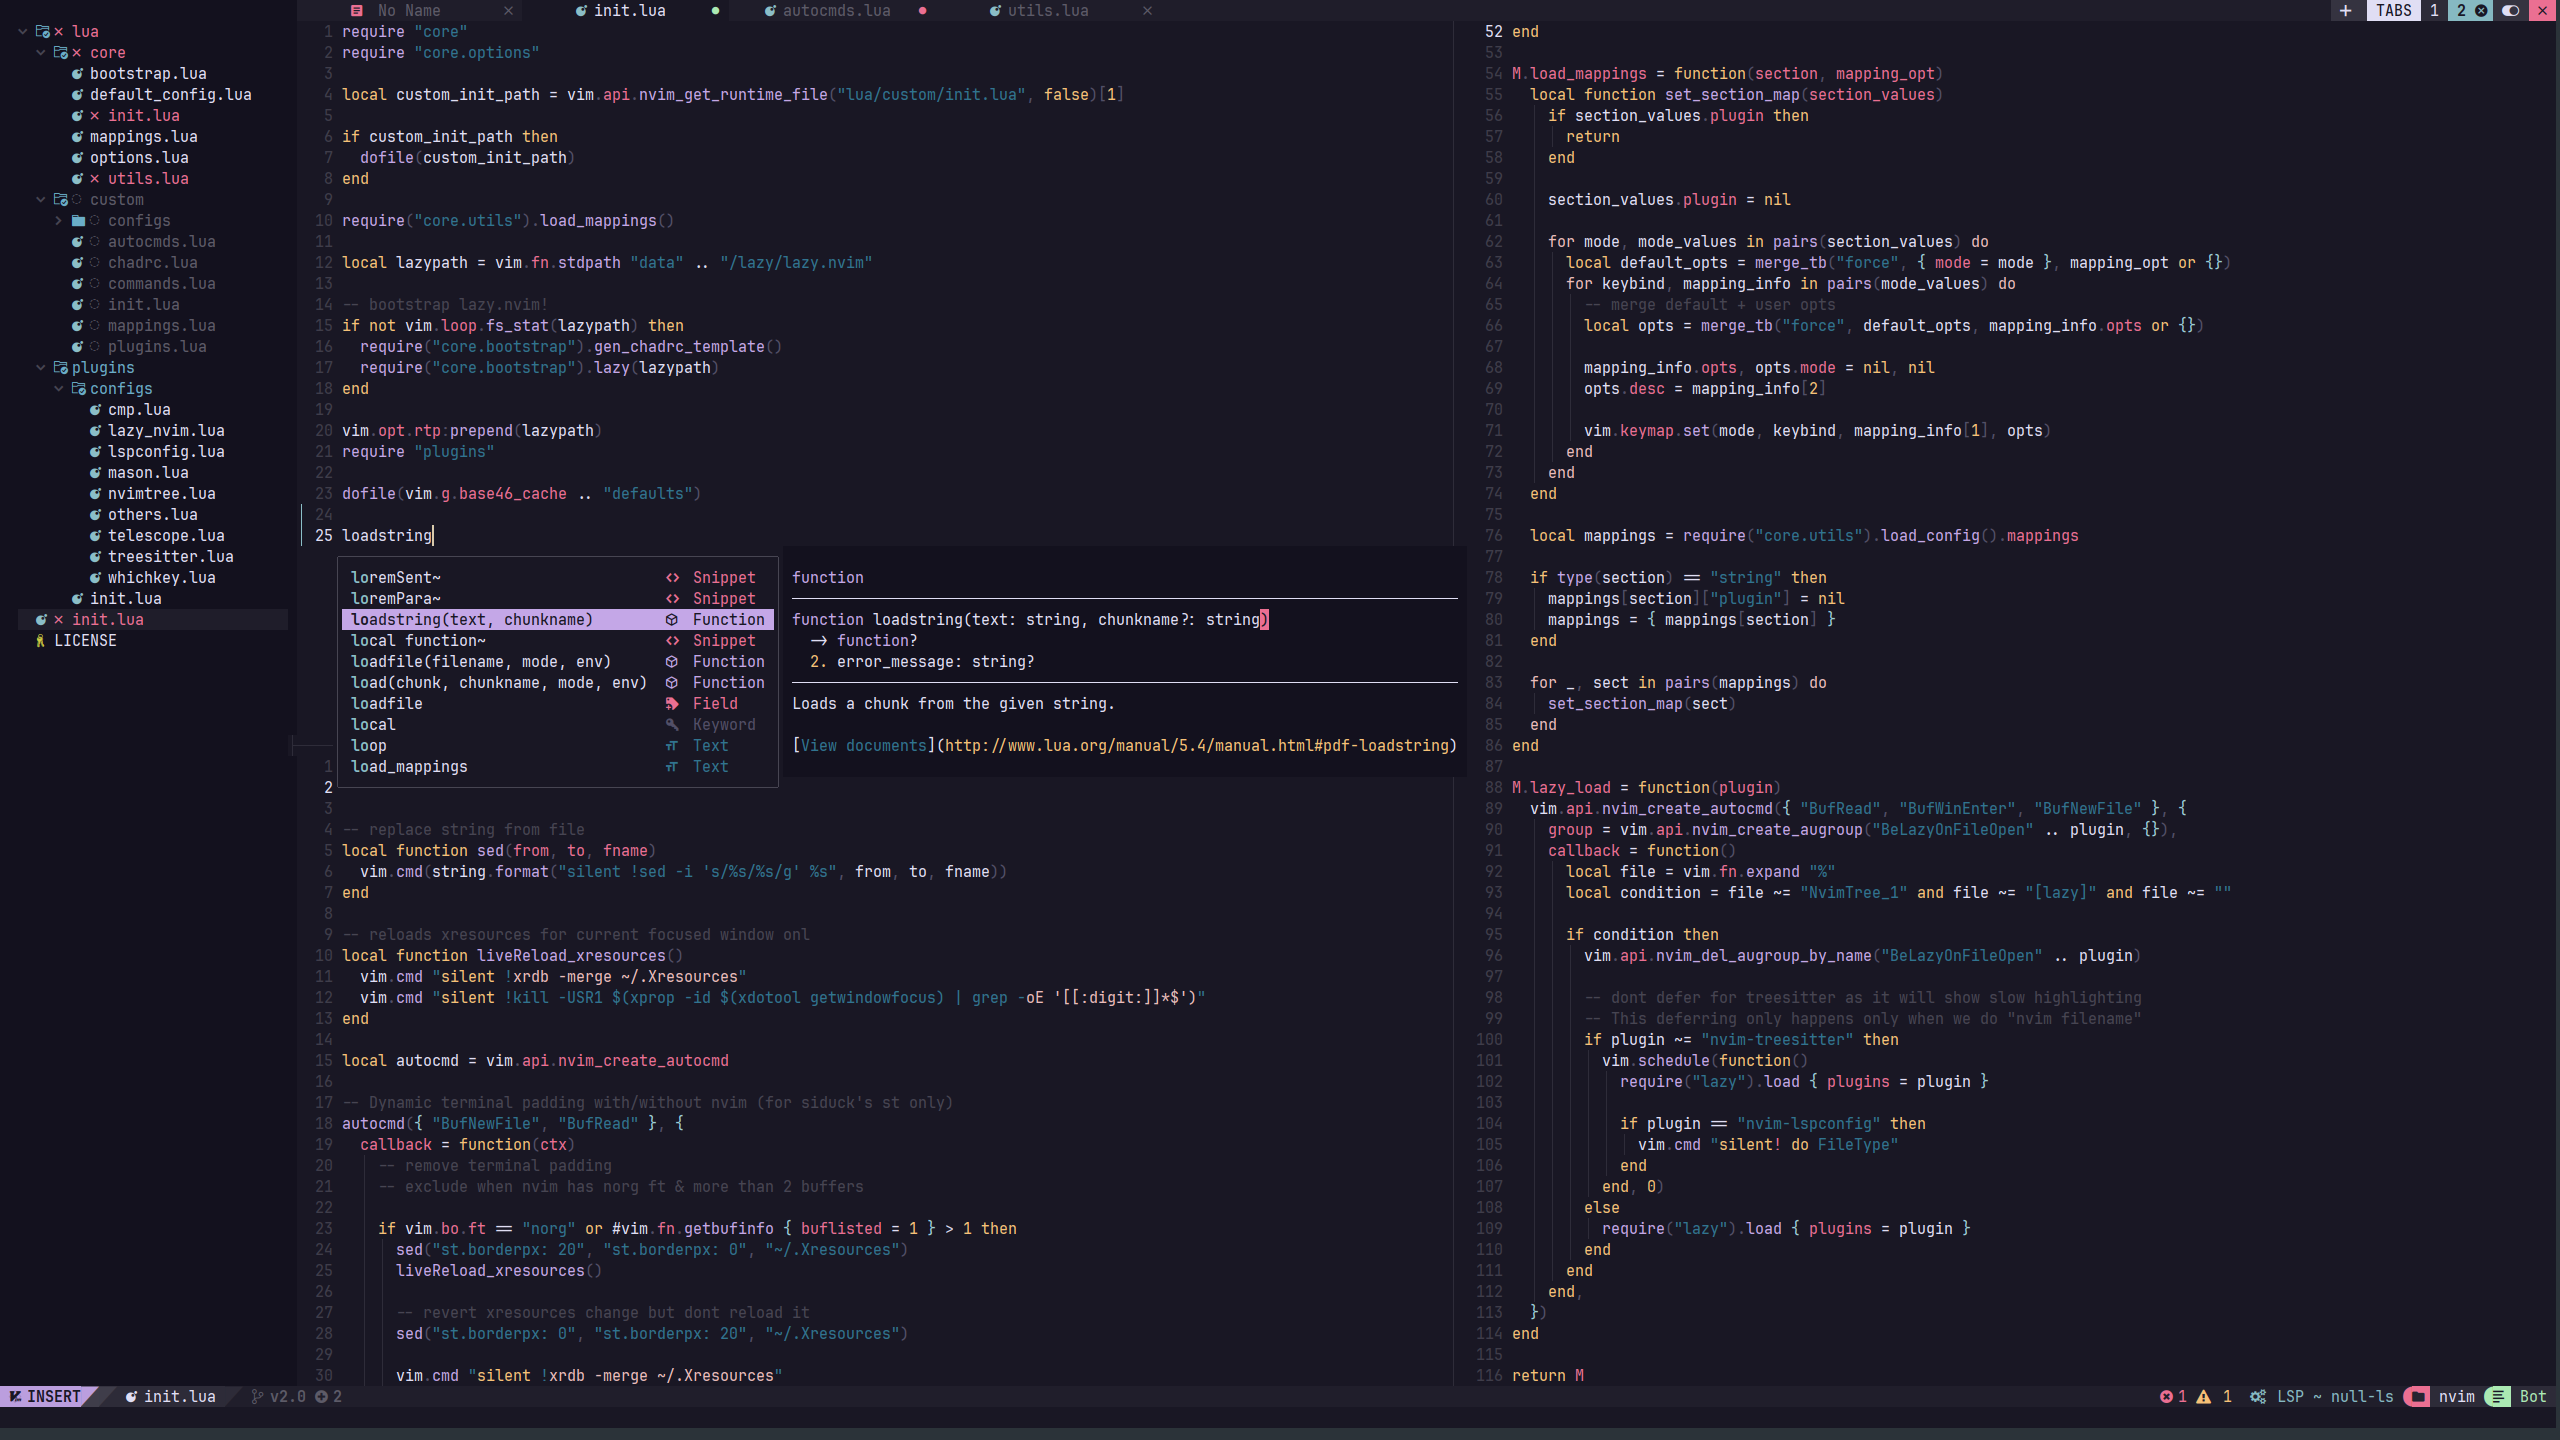 No Name init.lua autocmds.lua utils.lua TABS 1 2
lua
core
bootstrap.lua
default_config.lua
init.lua
mappings.lua
options.lua
utils.lua
custom
configs
autocmds.lua
chadrc.lua
commands.lua
init.lua
mappings.lua
plugins.lua
plugins
configs
cmp.lua
lazy_nvim.lua
lspconfig.lua
mason.lua
nvimtree.lua
others.lua
telescope.lua
treesitter.lua
whichkey.lua
init.lua
init.lua
LICENSE
1 require "core"
2 require "core.options"
3
4 local custom_init_path = vim.api.nvim_get_runtime_file("lua/custom/init.lua", false)[1]
5
6 if custom_init_path then
7   dofile(custom_init_path)
8 end
9
10 require("core.utils").load_mappings()
11
12 local lazypath = vim.fn.stdpath "data" .. "/lazy/lazy.nvim"
13
14 -- bootstrap lazy.nvim!
15 if not vim.loop.fs_stat(lazypath) then
16   require("core.bootstrap").gen_chadrc_template()
17   require("core.bootstrap").lazy(lazypath)
18 end
19
20 vim.opt.rtp:prepend(lazypath)
21 require "plugins"
22
23 dofile(vim.g.base46_cache .. "defaults")
24
25 loadstring
loremSent~ Snippet
loremPara~ Snippet
loadstring(text, chunkname) Function
local function~ Snippet
loadfile(filename, mode, env) Function
load(chunk, chunkname, mode, env) Function
loadfile Field
local Keyword
loop Text
load_mappings Text
function
function loadstring(text: string, chunkname?: string)
  -> function?
  2. error_message: string?
Loads a chunk from the given string.
[View documents](http://www.lua.org/manual/5.4/manual.html#pdf-loadstring)
1
2
3
4 -- replace string from file
5 local function sed(from, to, fname)
6   vim.cmd(string.format("silent !sed -i 's/%s/%s/g' %s", from, to, fname))
7 end
8
9 -- reloads xresources for current focused window onl
10 local function liveReload_xresources()
11   vim.cmd "silent !xrdb -merge ~/.Xresources"
12   vim.cmd "silent !kill -USR1 $(xprop -id $(xdotool getwindowfocus) | grep -oE '[[:digit:]]*$')"
13 end
14
15 local autocmd = vim.api.nvim_create_autocmd
16
17 -- Dynamic terminal padding with/without nvim (for siduck's st only)
18 autocmd({ "BufNewFile", "BufRead" }, {
19   callback = function(ctx)
20     -- remove terminal padding
21     -- exclude when nvim has norg ft & more than 2 buffers
22
23     if vim.bo.ft == "norg" or #vim.fn.getbufinfo { buflisted = 1 } > 1 then
24       sed("st.borderpx: 20", "st.borderpx: 0", "~/.Xresources")
25       liveReload_xresources()
26
27       -- revert xresources change but dont reload it
28       sed("st.borderpx: 0", "st.borderpx: 20", "~/.Xresources")
29
30       vim.cmd "silent !xrdb -merge ~/.Xresources"
52 end
53
54 M.load_mappings = function(section, mapping_opt)
55   local function set_section_map(section_values)
56     if section_values.plugin then
57       return
58     end
59
60     section_values.plugin = nil
61
62     for mode, mode_values in pairs(section_values) do
63       local default_opts = merge_tb("force", { mode = mode }, mapping_opt or {})
64       for keybind, mapping_info in pairs(mode_values) do
65         -- merge default + user opts
66         local opts = merge_tb("force", default_opts, mapping_info.opts or {})
67
68         mapping_info.opts, opts.mode = nil, nil
69         opts.desc = mapping_info[2]
70
71         vim.keymap.set(mode, keybind, mapping_info[1], opts)
72       end
73     end
74   end
75
76   local mappings = require("core.utils").load_config().mappings
77
78   if type(section) == "string" then
79     mappings[section]["plugin"] = nil
80     mappings = { mappings[section] }
81   end
82
83   for _, sect in pairs(mappings) do
84     set_section_map(sect)
85   end
86 end
87
88 M.lazy_load = function(plugin)
89   vim.api.nvim_create_autocmd({ "BufRead", "BufWinEnter", "BufNewFile" }, {
90     group = vim.api.nvim_create_augroup("BeLazyOnFileOpen" .. plugin, {}),
91     callback = function()
92       local file = vim.fn.expand "%"
93       local condition = file ~= "NvimTree_1" and file ~= "[lazy]" and file ~= ""
94
95       if condition then
96         vim.api.nvim_del_augroup_by_name("BeLazyOnFileOpen" .. plugin)
97
98         -- dont defer for treesitter as it will show slow highlighting
99         -- This deferring only happens only when we do "nvim filename"
100         if plugin ~= "nvim-treesitter" then
101           vim.schedule(function()
102             require("lazy").load { plugins = plugin }
103
104             if plugin == "nvim-lspconfig" then
105               vim.cmd "silent! do FileType"
106             end
107           end, 0)
108         else
109           require("lazy").load { plugins = plugin }
110         end
111       end
112     end,
113   })
114 end
115
116 return M
INSERT init.lua v2.0 2 1 1 LSP ~ null-ls nvim Bot